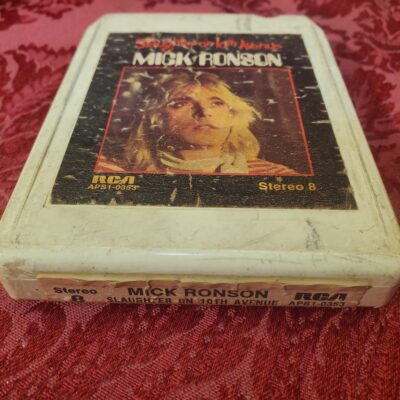 Slaughter on 10th Avenue
MICK RONSON
RCA
APS1-0353
Stereo 8
Stereo
8
MICK RONSON
SLAUGHTER ON 10TH AVENUE
RCA
APS1-0353